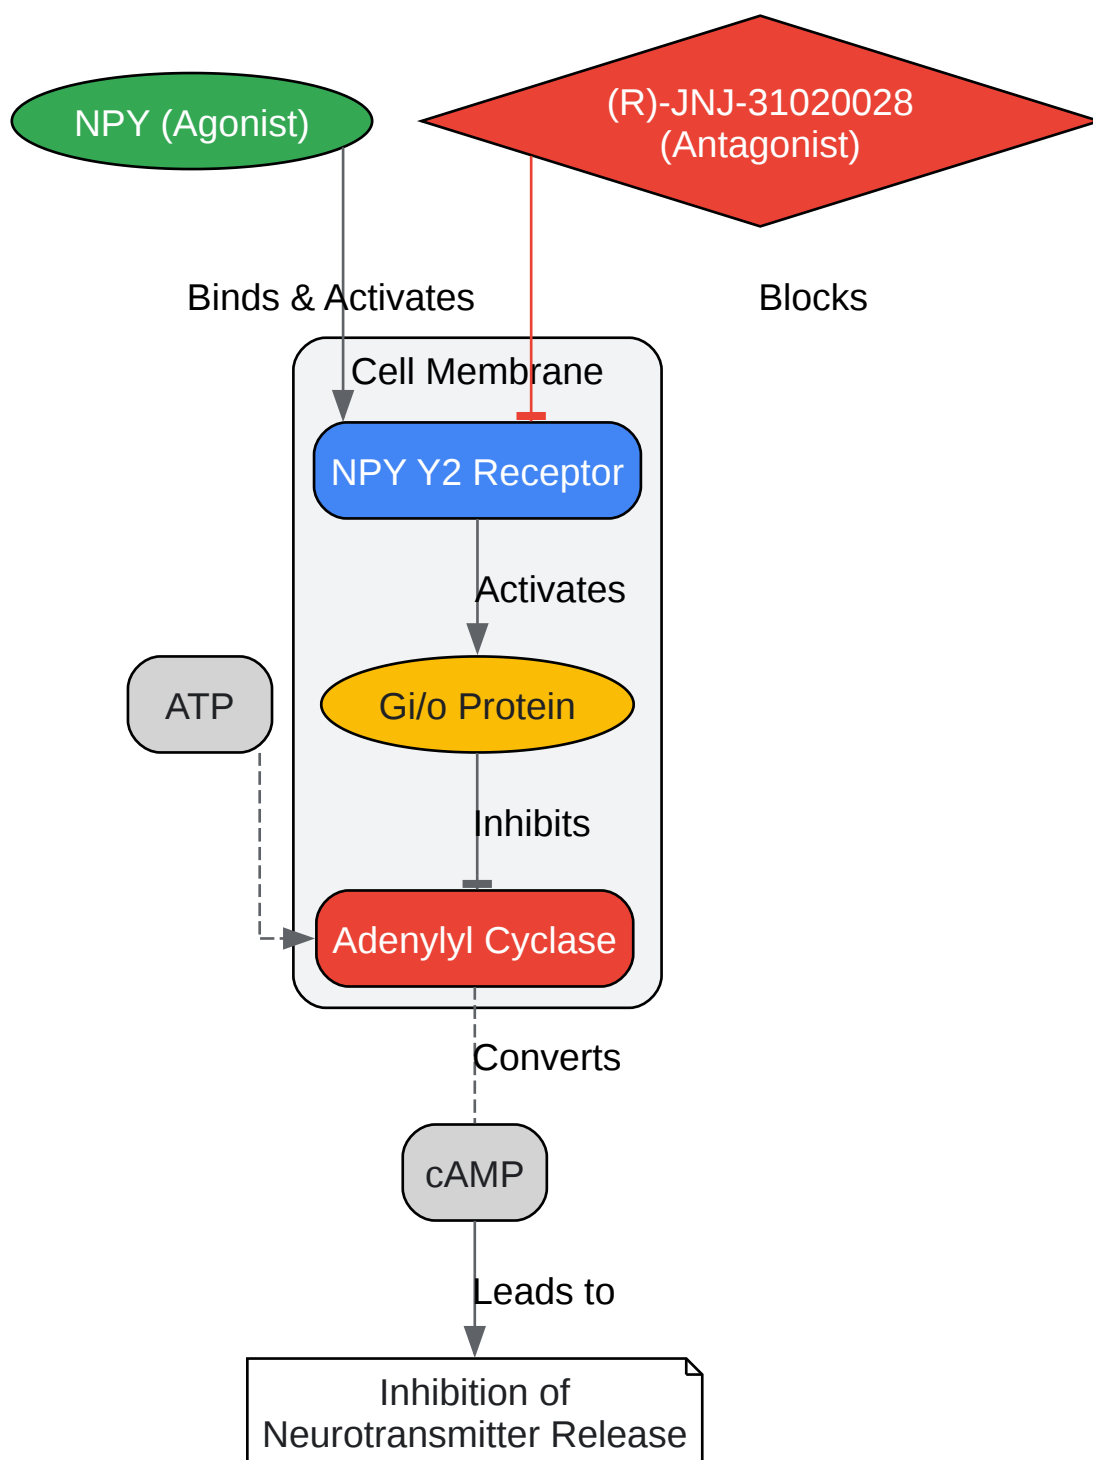 NPY (Agonist)
(R)-JNJ-31020028
(Antagonist)
Binds & Activates
Blocks
Cell Membrane
NPY Y2 Receptor
Activates
ATP
Gi/o Protein
Inhibits
Adenylyl Cyclase
Converts
cAMP
Leads to
Inhibition of
Neurotransmitter Release